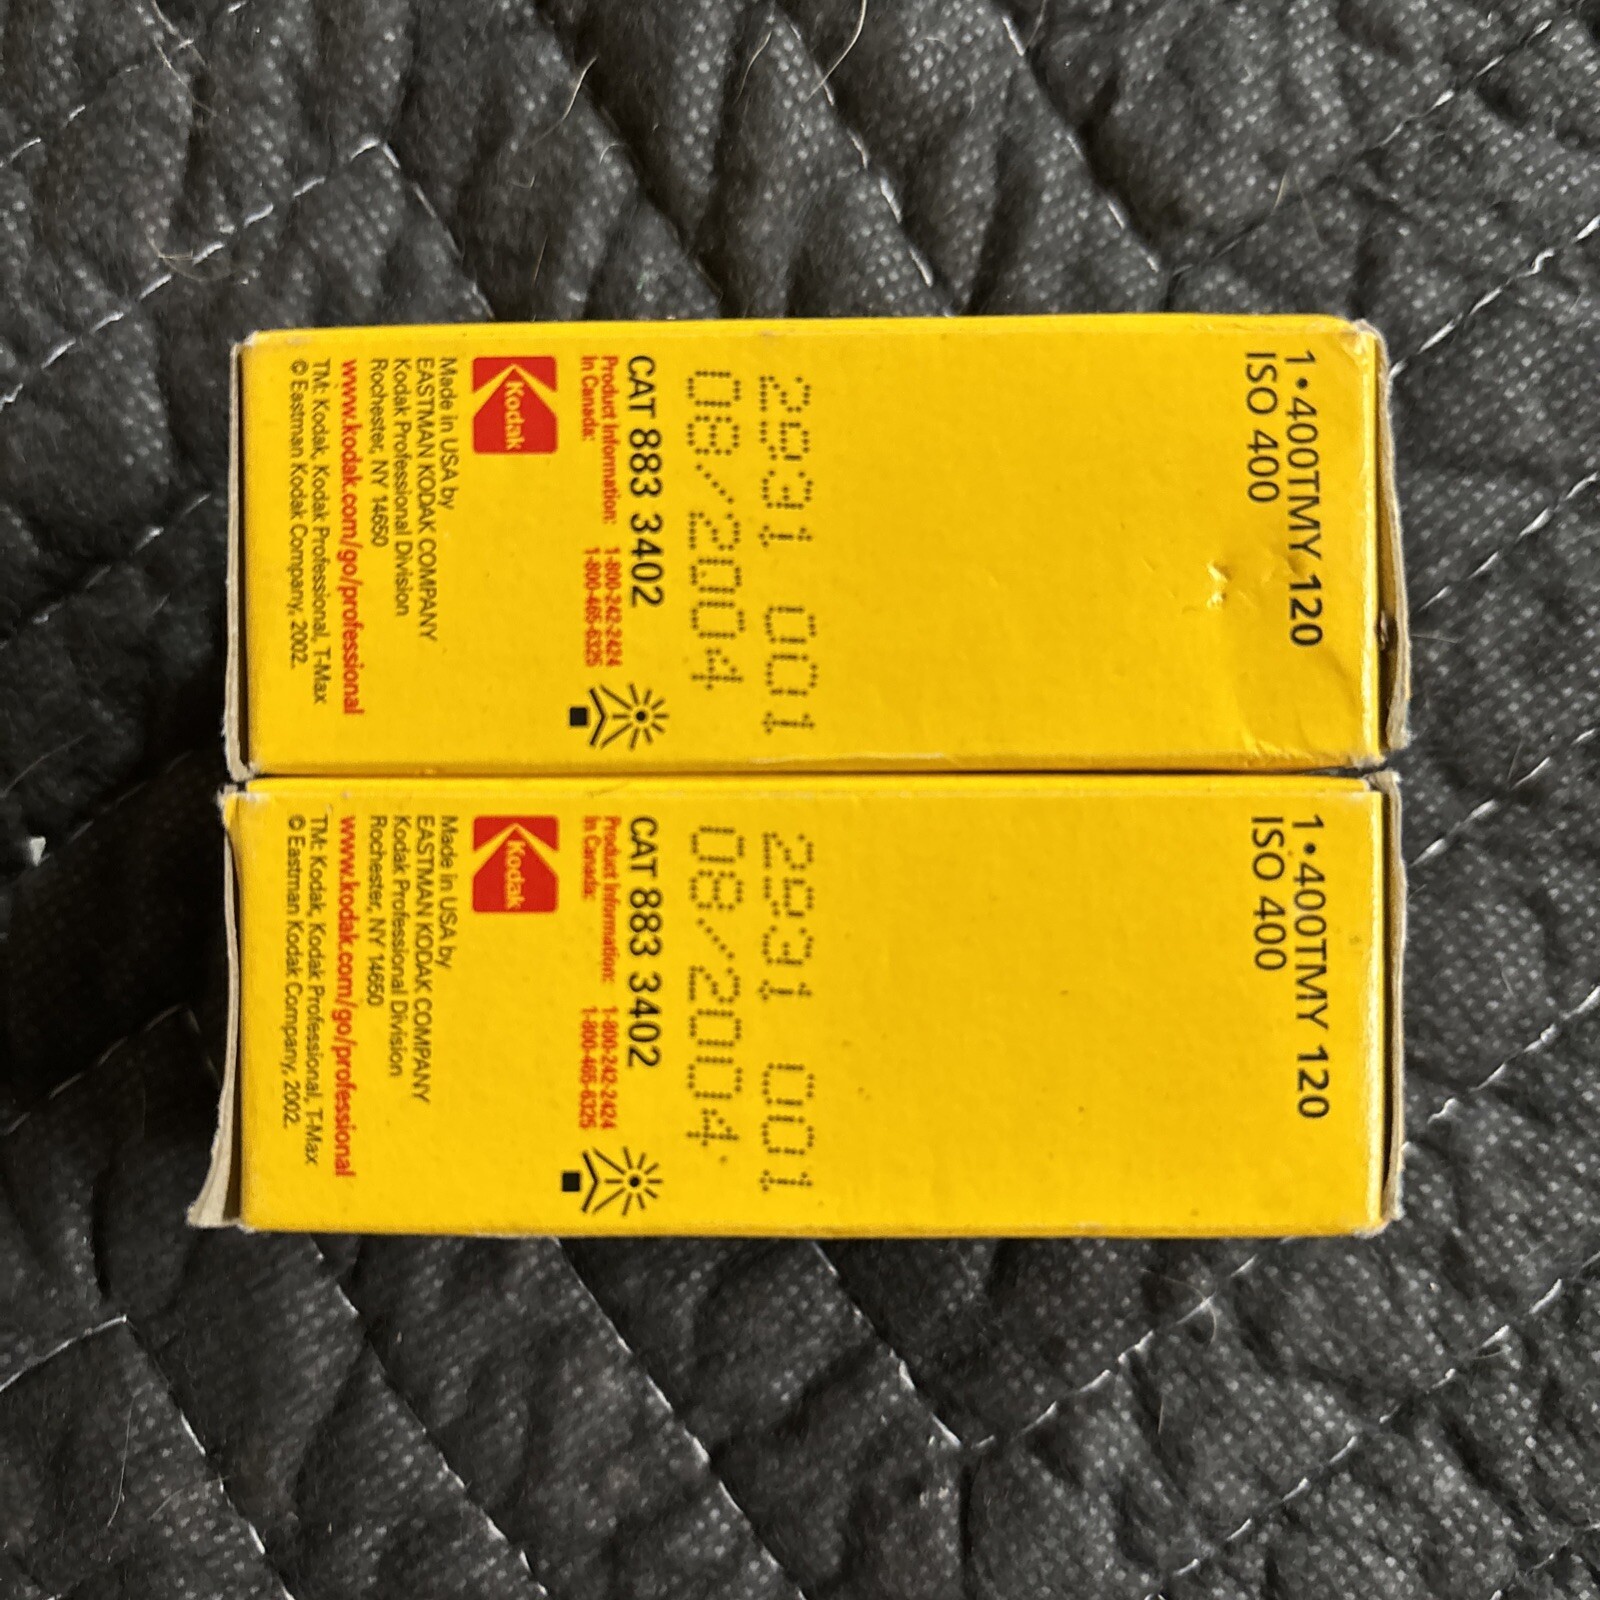 1•400TMY 120
ISO 400
2931 001
08/2004
CAT 883 3402
Product Information: 1-800-242-2424
In Canada: 1-800-465-6325
Kodak
Made in USA by
EASTMAN KODAK COMPANY
Kodak Professional Division
Rochester, NY 14650
www.kodak.com/go/professional
TM: Kodak, Kodak Professional, T-Max
© Eastman Kodak Company, 2002.
1•400TMY 120
ISO 400
2931 001
08/2004
CAT 883 3402
Product Information: 1-800-242-2424
In Canada: 1-800-465-6325
Kodak
Made in USA by
EASTMAN KODAK COMPANY
Kodak Professional Division
Rochester, NY 14650
www.kodak.com/go/professional
TM: Kodak, Kodak Professional, T-Max
© Eastman Kodak Company, 2002.